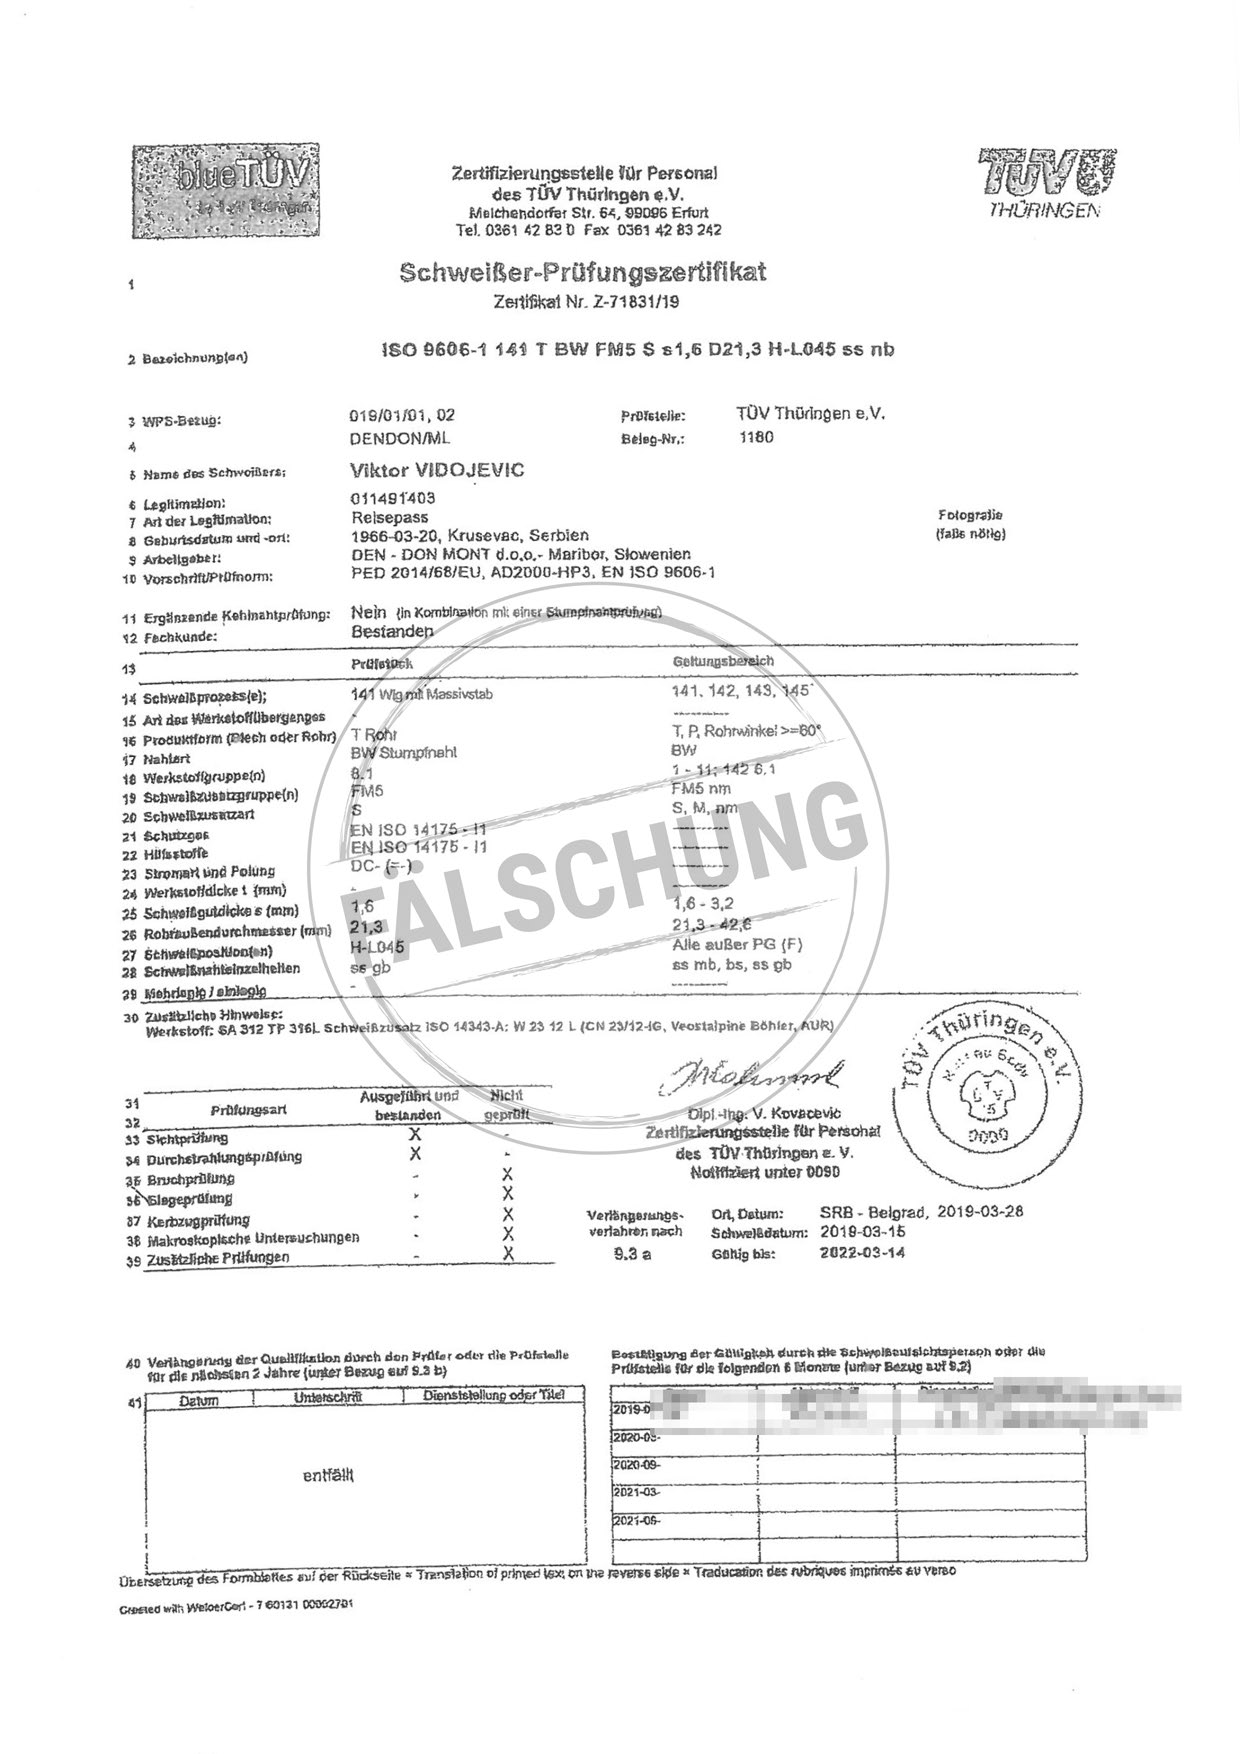 blueTÜV
by TÜV Thüringen
Zertifizierungsstelle für Personal
des TÜV Thüringen e.V.
Melchendorfer Str. 64, 99096 Erfurt
Tel. 0361 42 83 0 Fax 0361 42 83 242
TÜV
THÜRINGEN
1 Schweißer-Prüfungszertifikat
Zertifikat Nr. Z-71831/19
2 Bezeichnung(en) ISO 9606-1 141 T BW FM5 S s1,6 D21,3 H-L045 ss nb
3 WPS-Bezug: 019/01/01, 02 Prüfstelle: TÜV Thüringen e.V.
4 DENDON/ML Beleg-Nr.: 1180
5 Name des Schweißers: Viktor VIDOJEVIC
6 Legitimation: 011491403
7 Art der Legitimation: Reisepass
8 Geburtsdatum und -ort: 1966-03-20, Krusevac, Serbien
9 Arbeitgeber: DEN - DON MONT d.o.o.- Maribor, Slowenien
10 Vorschrift/Prüfnorm: PED 2014/68/EU, AD2000-HP3, EN ISO 9606-1
Fotografie
(falls nötig)
11 Ergänzende Kehlnahtprüfung: Nein (in Kombination mit einer Stumpfnahtprüfung)
12 Fachkunde: Bestanden
13 Prüfstück Geltungsbereich
14 Schweißprozess(e): 141 Wig mit Massivstab 141, 142, 143, 145
15 Art des Werkstoffüberganges - --------
16 Produktform (Blech oder Rohr) T Rohr T, P, Rohrwinkel >=60°
17 Nahtart BW Stumpfnaht BW
18 Werkstoffgruppe(n) 8.1 1 - 11; 142 8.1
19 Schweißzusatzgruppe(n) FM5 FM5 nm
20 Schweißzusatzart S S, M, nm
21 Schutzgas EN ISO 14175 - I1 --------
22 Hilfsstoffe EN ISO 14175 - I1 --------
23 Stromart und Polung DC- (=-) --------
24 Werkstoffdicke t (mm) - --------
25 Schweißgutdicke s (mm) 1,6 1,6 - 3,2
26 Rohraußendurchmesser (mm) 21,3 21,3 - 42,6
27 Schweißposition(en) H-L045 Alle außer PG (F)
28 Schweißnahteinzelheiten ss gb ss mb, bs, ss gb
29 Mehrlagig / einlagig - --------
FÄLSCHUNG
30 Zusätzliche Hinweise:
Werkstoff: SA 312 TP 316L Schweißzusatz ISO 14343-A: W 23 12 L (CN 23/12-IG, Voestalpine Böhler, AUR)
TÜV Thüringen e.V.
0090
31
32 Prüfungsart Ausgeführt und bestanden Nicht geprüft
33 Sichtprüfung X -
34 Durchstrahlungsprüfung X -
35 Bruchprüfung - X
36 Biegeprüfung - X
37 Kerbzugprüfung - X
38 Makroskopische Untersuchungen - X
39 Zusätzliche Prüfungen - X
Dipl.-Ing. V. Kovacevic
Zertifizierungsstelle für Personal
des TÜV Thüringen e. V.
Notifiziert unter 0090
Verlängerungs-
verfahren nach
9.3 a
Ort, Datum: SRB - Belgrad, 2019-03-28
Schweißdatum: 2019-03-15
Gültig bis: 2022-03-14
40 Verlängerung der Qualifikation durch den Prüfer oder die Prüfstelle
für die nächsten 2 Jahre (unter Bezug auf 9.3 b)
41 Datum Unterschrift Dienststellung oder Titel
entfällt
Bestätigung der Gültigkeit durch die Schweißaufsichtsperson oder die
Prüfstelle für die folgenden 6 Monate (unter Bezug auf 9.2)
2019-0
2020-03-
2020-09-
2021-03-
2021-09-
Übersetzung des Formblattes auf der Rückseite × Translation of printed text on the reverse side × Traducation des rubriques imprimés au verso
Created with WelderCert - 7 60131 00002701